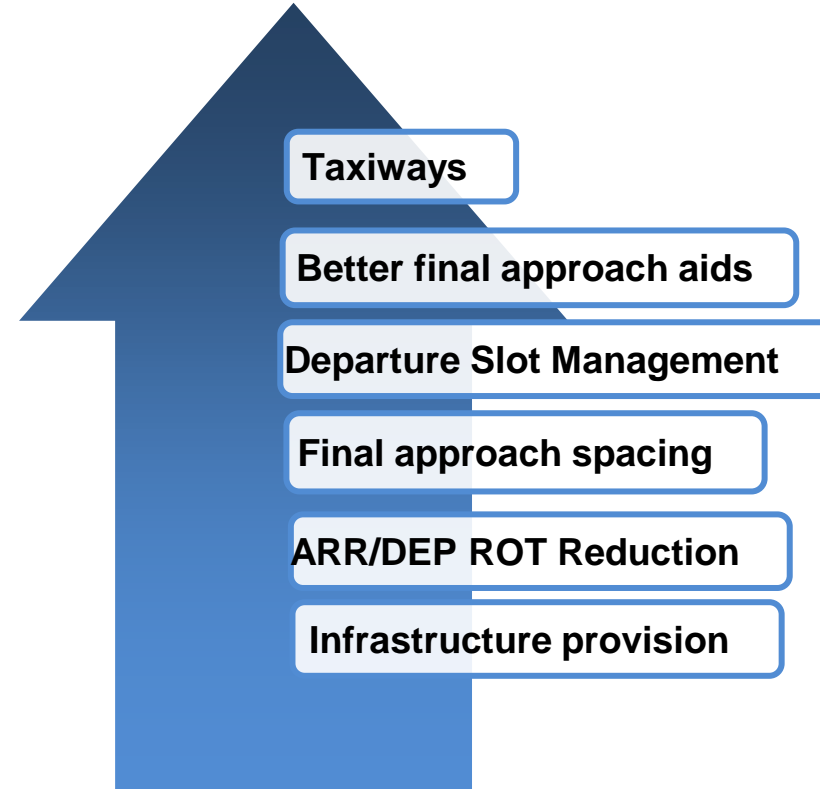 Taxiways
Better final approach aids
Departure Slot Management
Final approach spacing
ARR/DEP ROT Reduction
Infrastructure provision